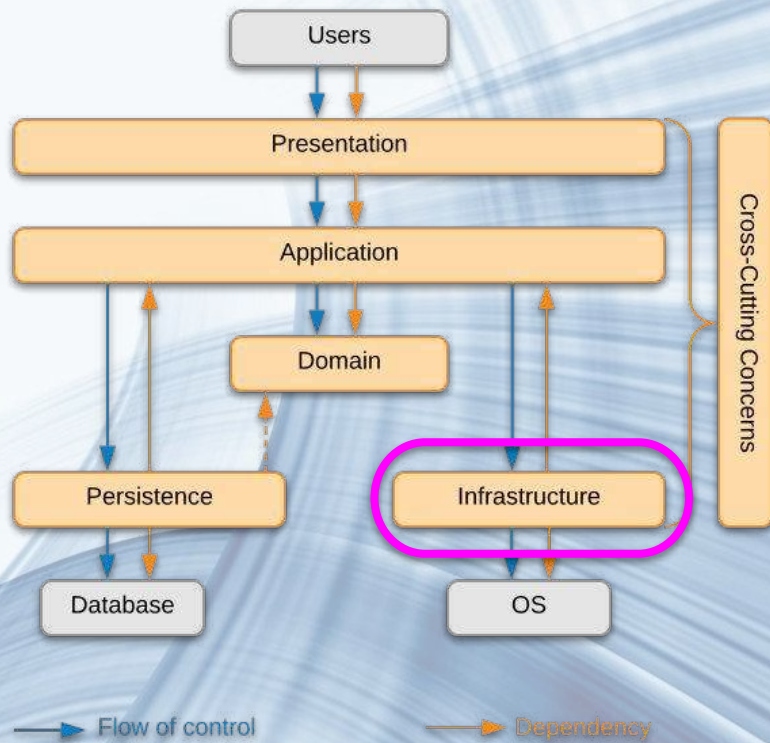 Users
Presentation
Application
Domain
Persistence
Infrastructure
Database
OS
Cross-Cutting Concerns
Flow of control
Dependency